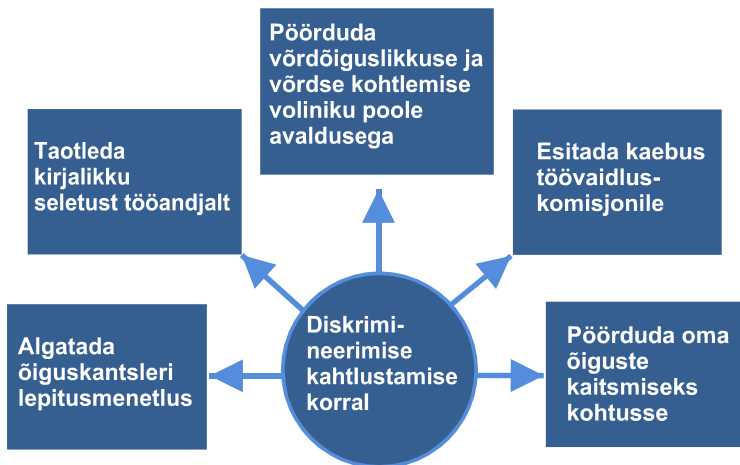 Pöörduda
võrdõiguslikkuse ja
võrdse kohtlemise
voliniku poole
avaldusega
Taotleda
kirjalikku
seletust tööandjalt
Esitada kaebus
töövaidlus-
komisjonile
Algatada
õiguskantsleri
lepitusmenetlus
Diskrimi-
neerimise
kahtlustamise
korral
Pöörduda oma
õiguste
kaitsmiseks
kohtusse